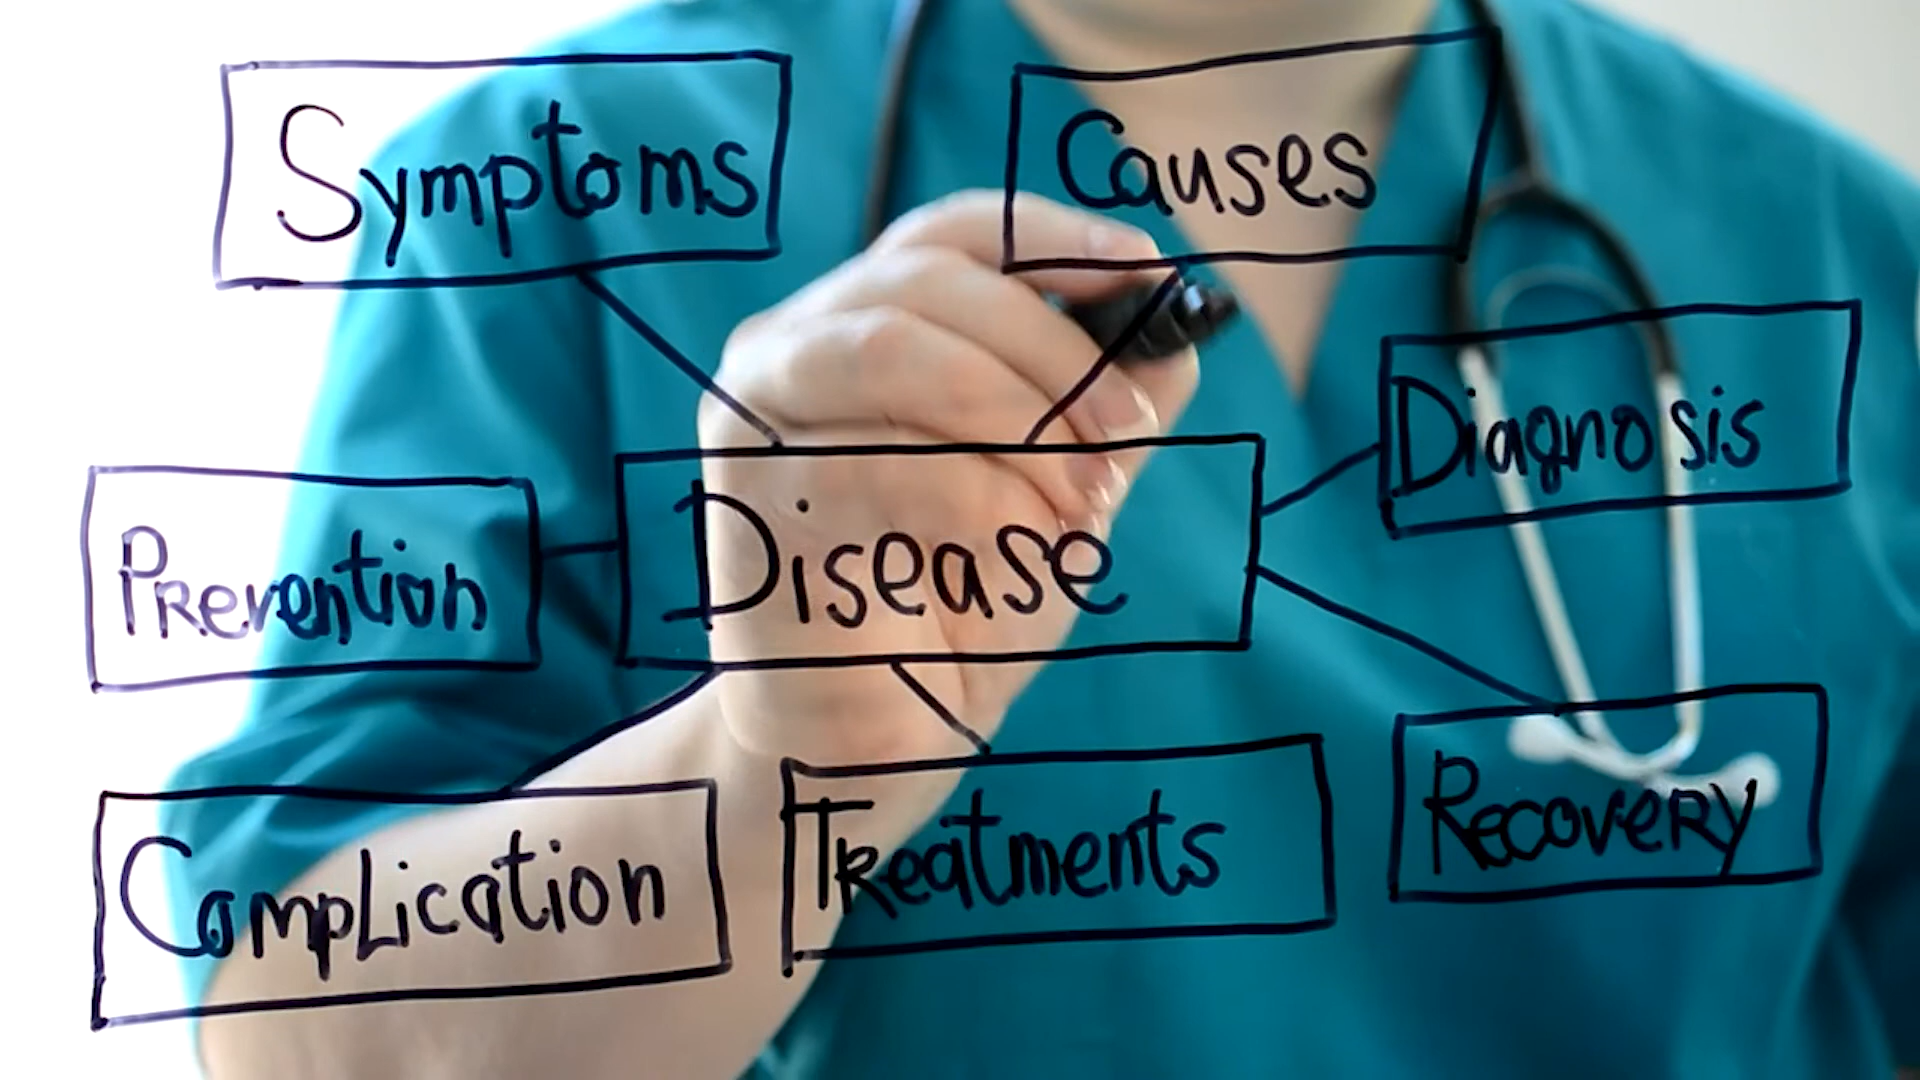 Symptoms
Causes
Diagnosis
Prevention
Disease
Complication
Treatments
Recovery